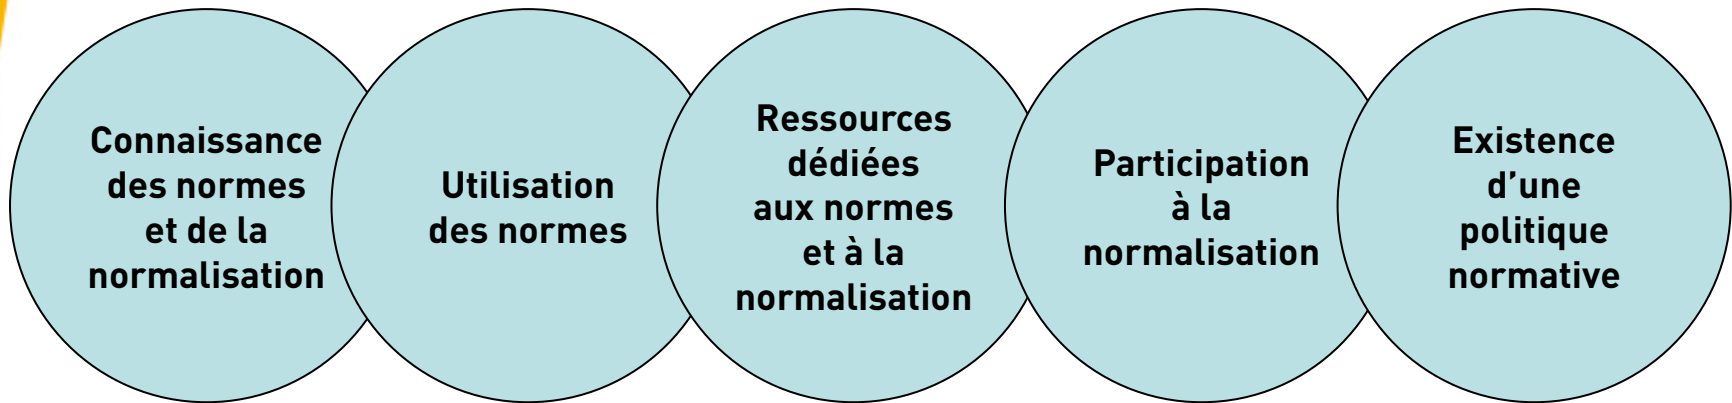 Connaissance
des normes
et de la
normalisation
Utilisation
des normes
Ressources
dédiées
aux normes
et à la
normalisation
Participation
à la
normalisation
Existence
d’une
politique
normative